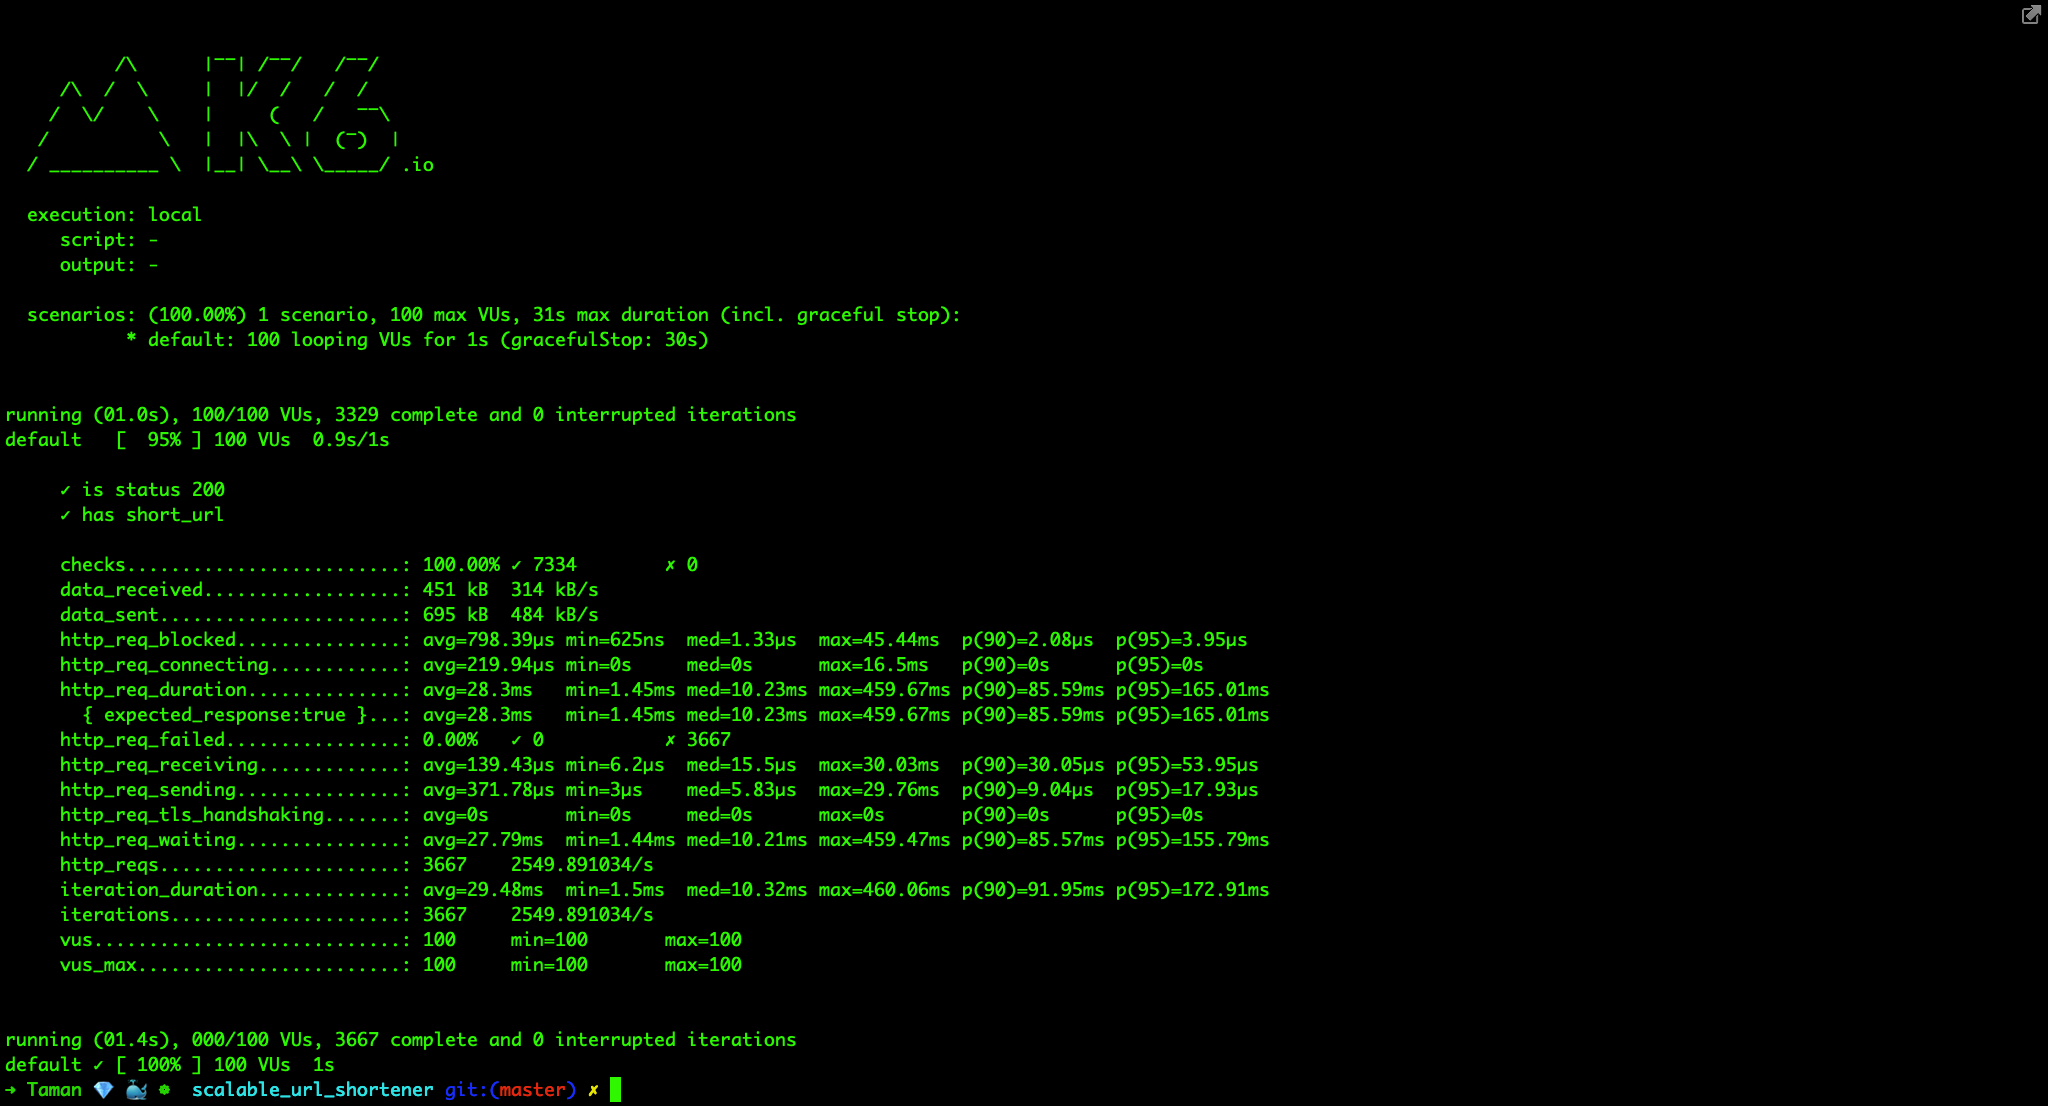 /\      |‾‾| /‾‾/   /‾‾/
     /\  /  \     |  |/  /   /  /
    /  \/    \    |     (   /   ‾‾\
   /          \   |  |\  \ |  (‾)  |
  / __________ \  |__| \__\ \_____/ .io

  execution: local
     script: -
     output: -

  scenarios: (100.00%) 1 scenario, 100 max VUs, 31s max duration (incl. graceful stop):
           * default: 100 looping VUs for 1s (gracefulStop: 30s)

running (01.0s), 100/100 VUs, 3329 complete and 0 interrupted iterations
default   [  95% ] 100 VUs  0.9s/1s

     ✓ is status 200
     ✓ has short_url

     checks.........................: 100.00% ✓ 7334        ✗ 0
     data_received..................: 451 kB  314 kB/s
     data_sent......................: 695 kB  484 kB/s
     http_req_blocked...............: avg=798.39µs min=625ns  med=1.33µs  max=45.44ms  p(90)=2.08µs  p(95)=3.95µs
     http_req_connecting............: avg=219.94µs min=0s     med=0s      max=16.5ms   p(90)=0s      p(95)=0s
     http_req_duration..............: avg=28.3ms   min=1.45ms med=10.23ms max=459.67ms p(90)=85.59ms p(95)=165.01ms
       { expected_response:true }...: avg=28.3ms   min=1.45ms med=10.23ms max=459.67ms p(90)=85.59ms p(95)=165.01ms
     http_req_failed................: 0.00%   ✓ 0           ✗ 3667
     http_req_receiving.............: avg=139.43µs min=6.2µs  med=15.5µs  max=30.03ms  p(90)=30.05µs p(95)=53.95µs
     http_req_sending...............: avg=371.78µs min=3µs    med=5.83µs  max=29.76ms  p(90)=9.04µs  p(95)=17.93µs
     http_req_tls_handshaking.......: avg=0s       min=0s     med=0s      max=0s       p(90)=0s      p(95)=0s
     http_req_waiting...............: avg=27.79ms  min=1.44ms med=10.21ms max=459.47ms p(90)=85.57ms p(95)=155.79ms
     http_reqs......................: 3667    2549.891034/s
     iteration_duration.............: avg=29.48ms  min=1.5ms  med=10.32ms max=460.06ms p(90)=91.95ms p(95)=172.91ms
     iterations.....................: 3667    2549.891034/s
     vus............................: 100     min=100       max=100
     vus_max........................: 100     min=100       max=100

running (01.4s), 000/100 VUs, 3667 complete and 0 interrupted iterations
default ✓ [ 100% ] 100 VUs  1s
→ Taman 💎 🐳 ☸  scalable_url_shortener git:(master) ✗